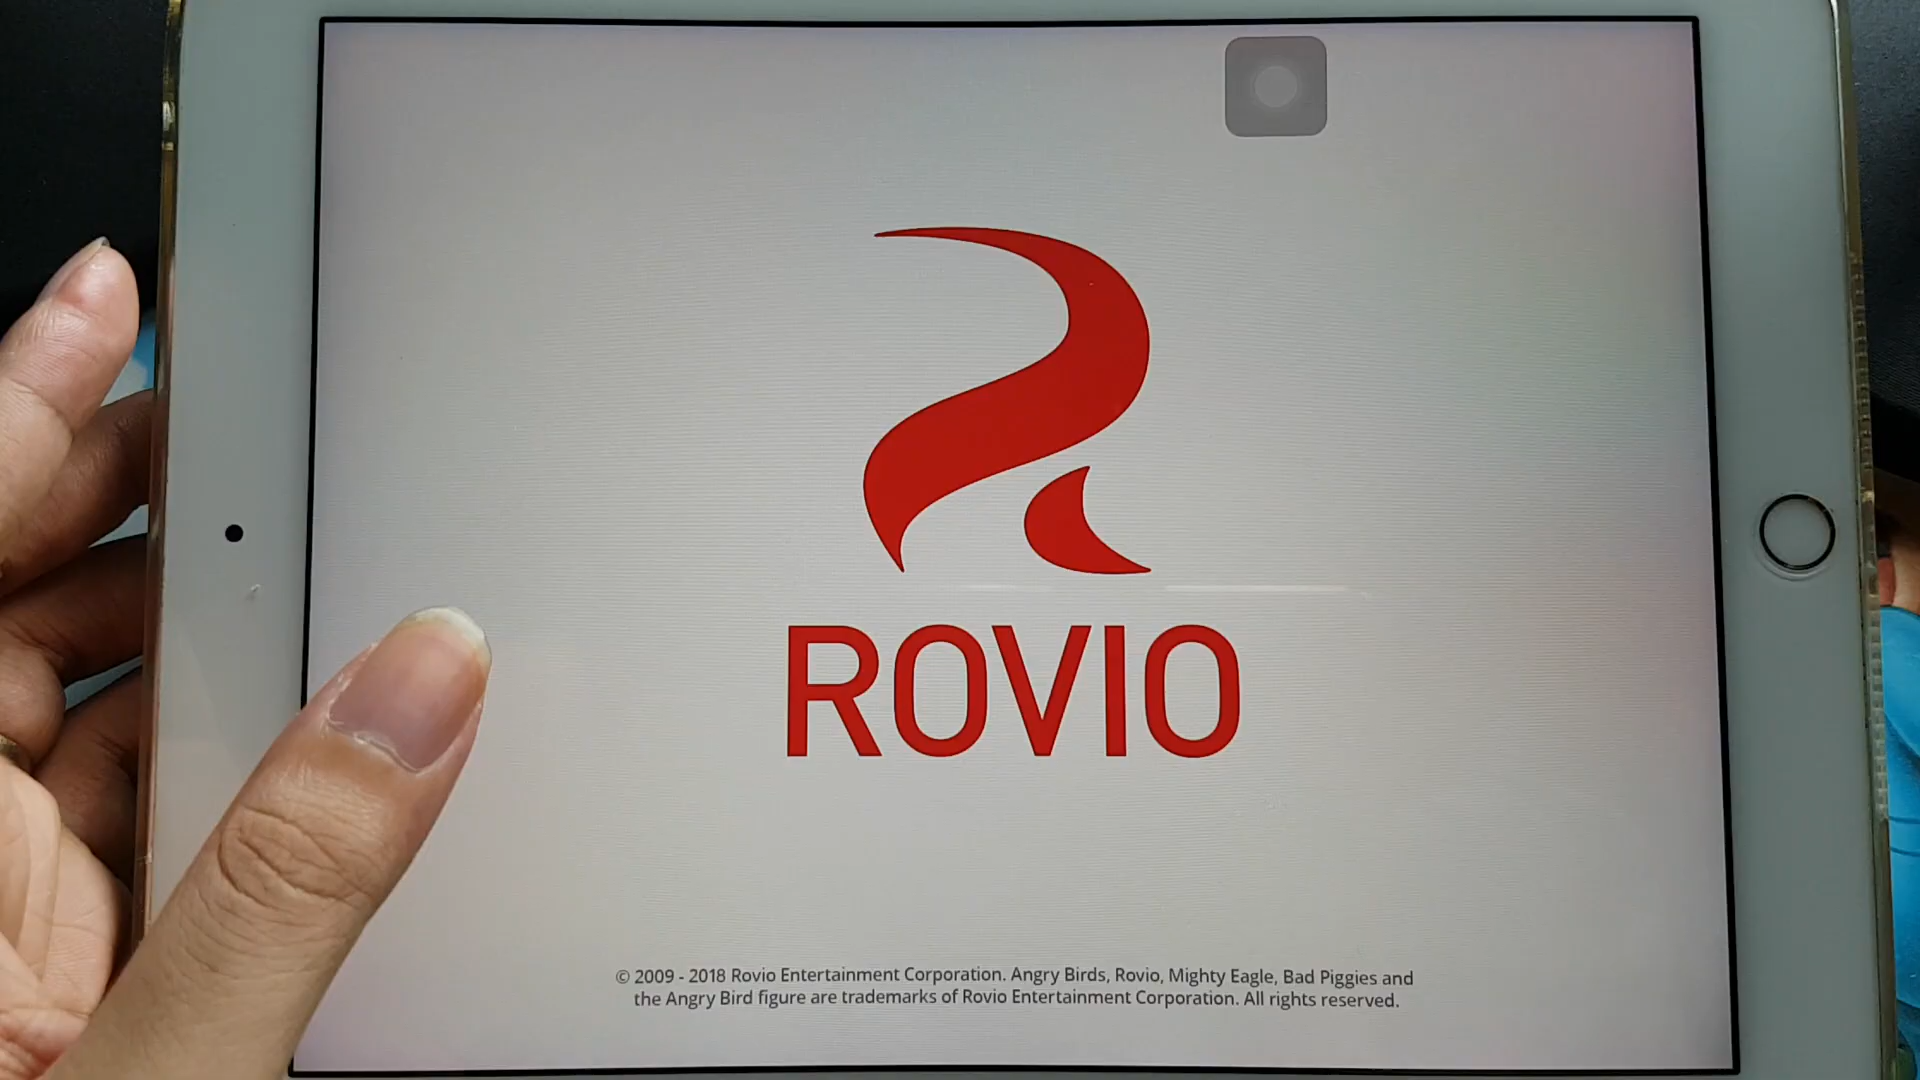 ROVIO
© 2009 - 2018 Rovio Entertainment Corporation. Angry Birds, Rovio, Mighty Eagle, Bad Piggies and
the Angry Bird figure are trademarks of Rovio Entertainment Corporation. All rights reserved.